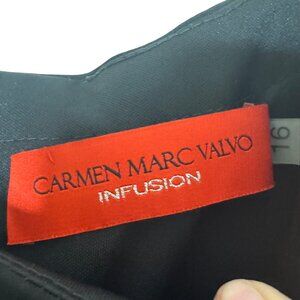 CARMEN MARC VALVO
INFUSION
16